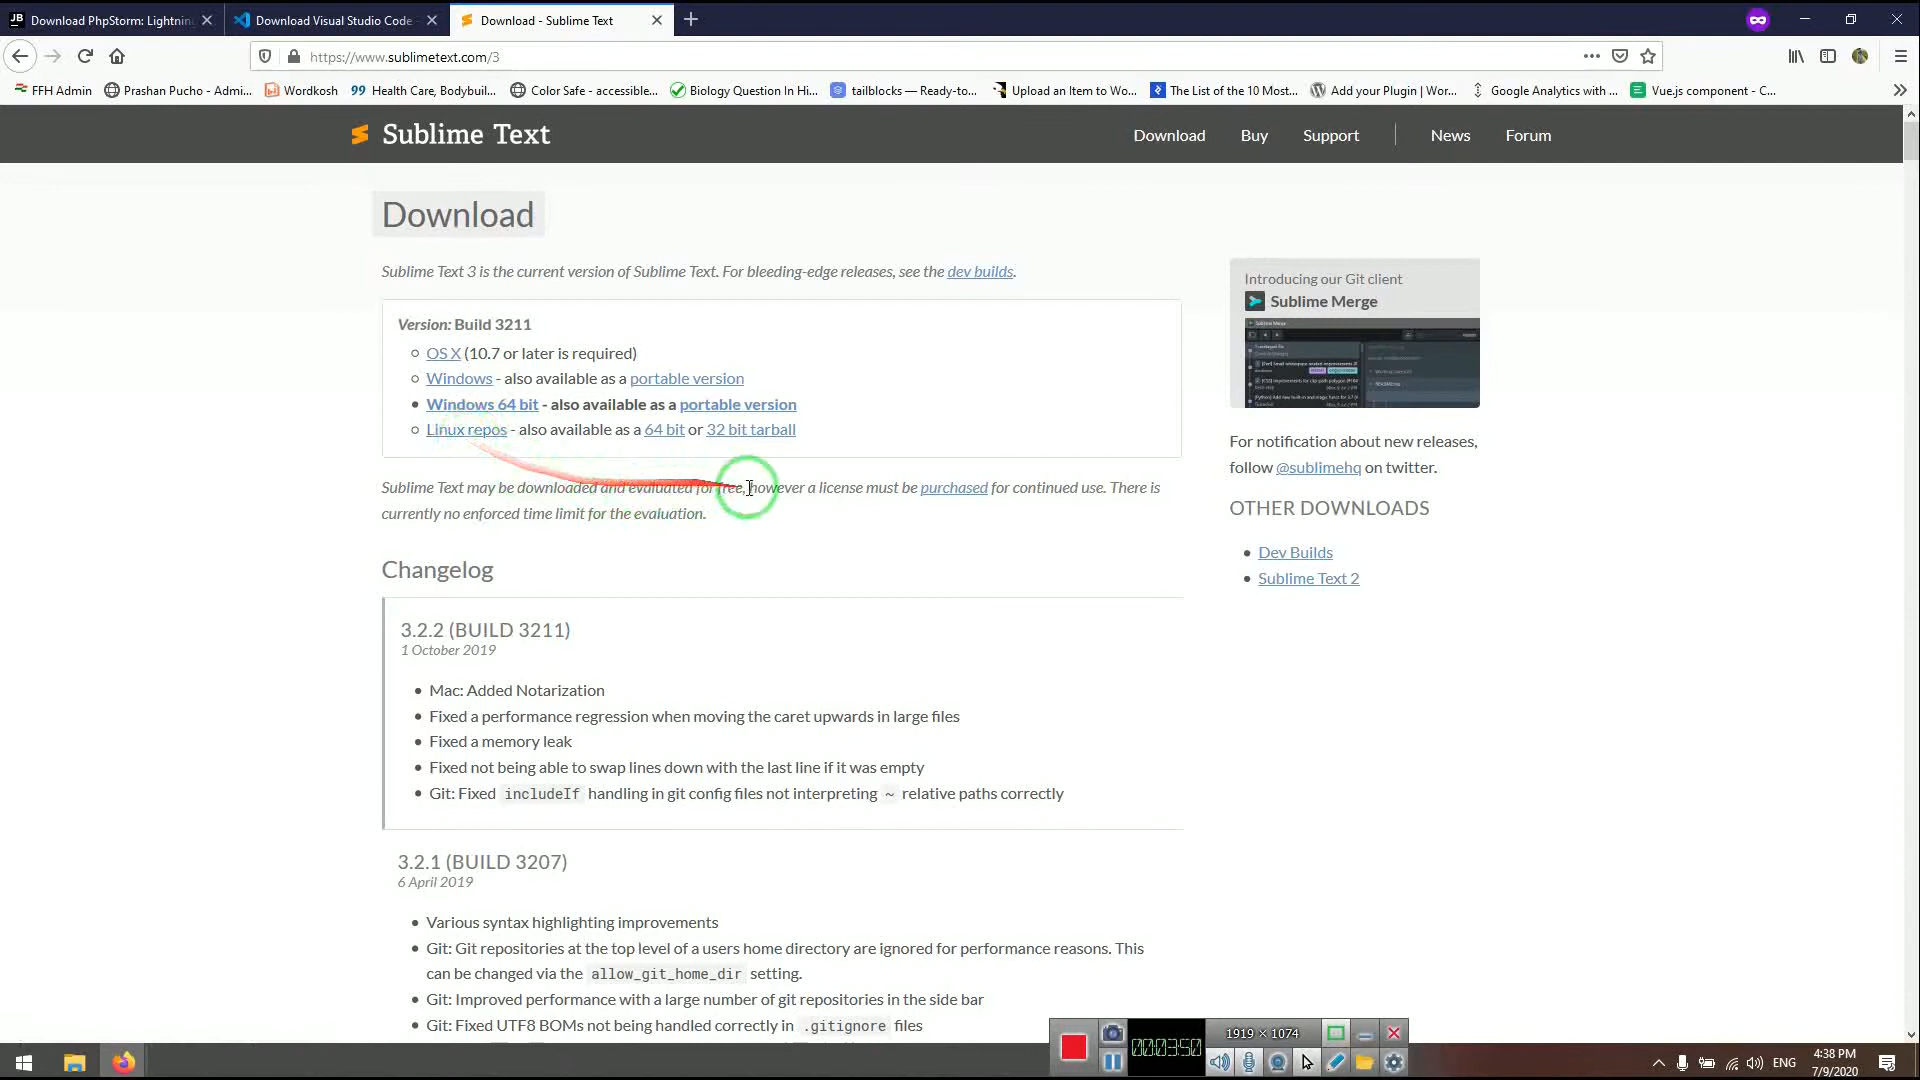 Download PhpStorm: Lightnin
Download Visual Studio Code
Download - Sublime Text
https://www.sublimetext.com/3
FFH Admin
Prashan Pucho - Admi...
Wordkosh
Health Care, Bodybuil...
Color Safe - accessible...
Biology Question In Hi...
tailblocks — Ready-to...
Upload an Item to Wo...
The List of the 10 Most...
Add your Plugin | Wor...
Google Analytics with ...
Vue.js component - C...
Sublime Text
Download
Buy
Support
News
Forum
Download
Sublime Text 3 is the current version of Sublime Text. For bleeding-edge releases, see the dev builds.
Version: Build 3211
OS X (10.7 or later is required)
Windows - also available as a portable version
Windows 64 bit - also available as a portable version
Linux repos - also available as a 64 bit or 32 bit tarball
Sublime Text may be downloaded and evaluated for free, however a license must be purchased for continued use. There is
currently no enforced time limit for the evaluation.
Introducing our Git client
Sublime Merge
For notification about new releases,
follow @sublimehq on twitter.
OTHER DOWNLOADS
Dev Builds
Sublime Text 2
Changelog
3.2.2 (BUILD 3211)
1 October 2019
Mac: Added Notarization
Fixed a performance regression when moving the caret upwards in large files
Fixed a memory leak
Fixed not being able to swap lines down with the last line if it was empty
Git: Fixed includeIf handling in git config files not interpreting ~ relative paths correctly
3.2.1 (BUILD 3207)
6 April 2019
Various syntax highlighting improvements
Git: Git repositories at the top level of a users home directory are ignored for performance reasons. This
can be changed via the allow_git_home_dir setting.
Git: Improved performance with a large number of git repositories in the side bar
Git: Fixed UTF8 BOMs not being handled correctly in .gitignore files
00:03:50
1919 × 1074
ENG
4:38 PM
7/9/2020